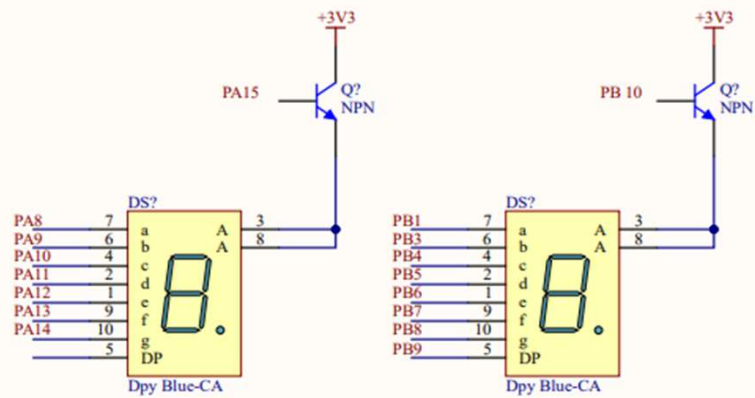 +3V3
PA15
Q?
NPN
DS?
PA8 7 a A 3
PA9 6 b A 8
PA10 4 c
PA11 2 d
PA12 1 e
PA13 9 f
PA14 10 g
5 DP
Dpy Blue-CA
+3V3
PB 10
Q?
NPN
DS?
PB1 7 a A 3
PB3 6 b A 8
PB4 4 c
PB5 2 d
PB6 1 e
PB7 9 f
PB8 10 g
PB9 5 DP
Dpy Blue-CA